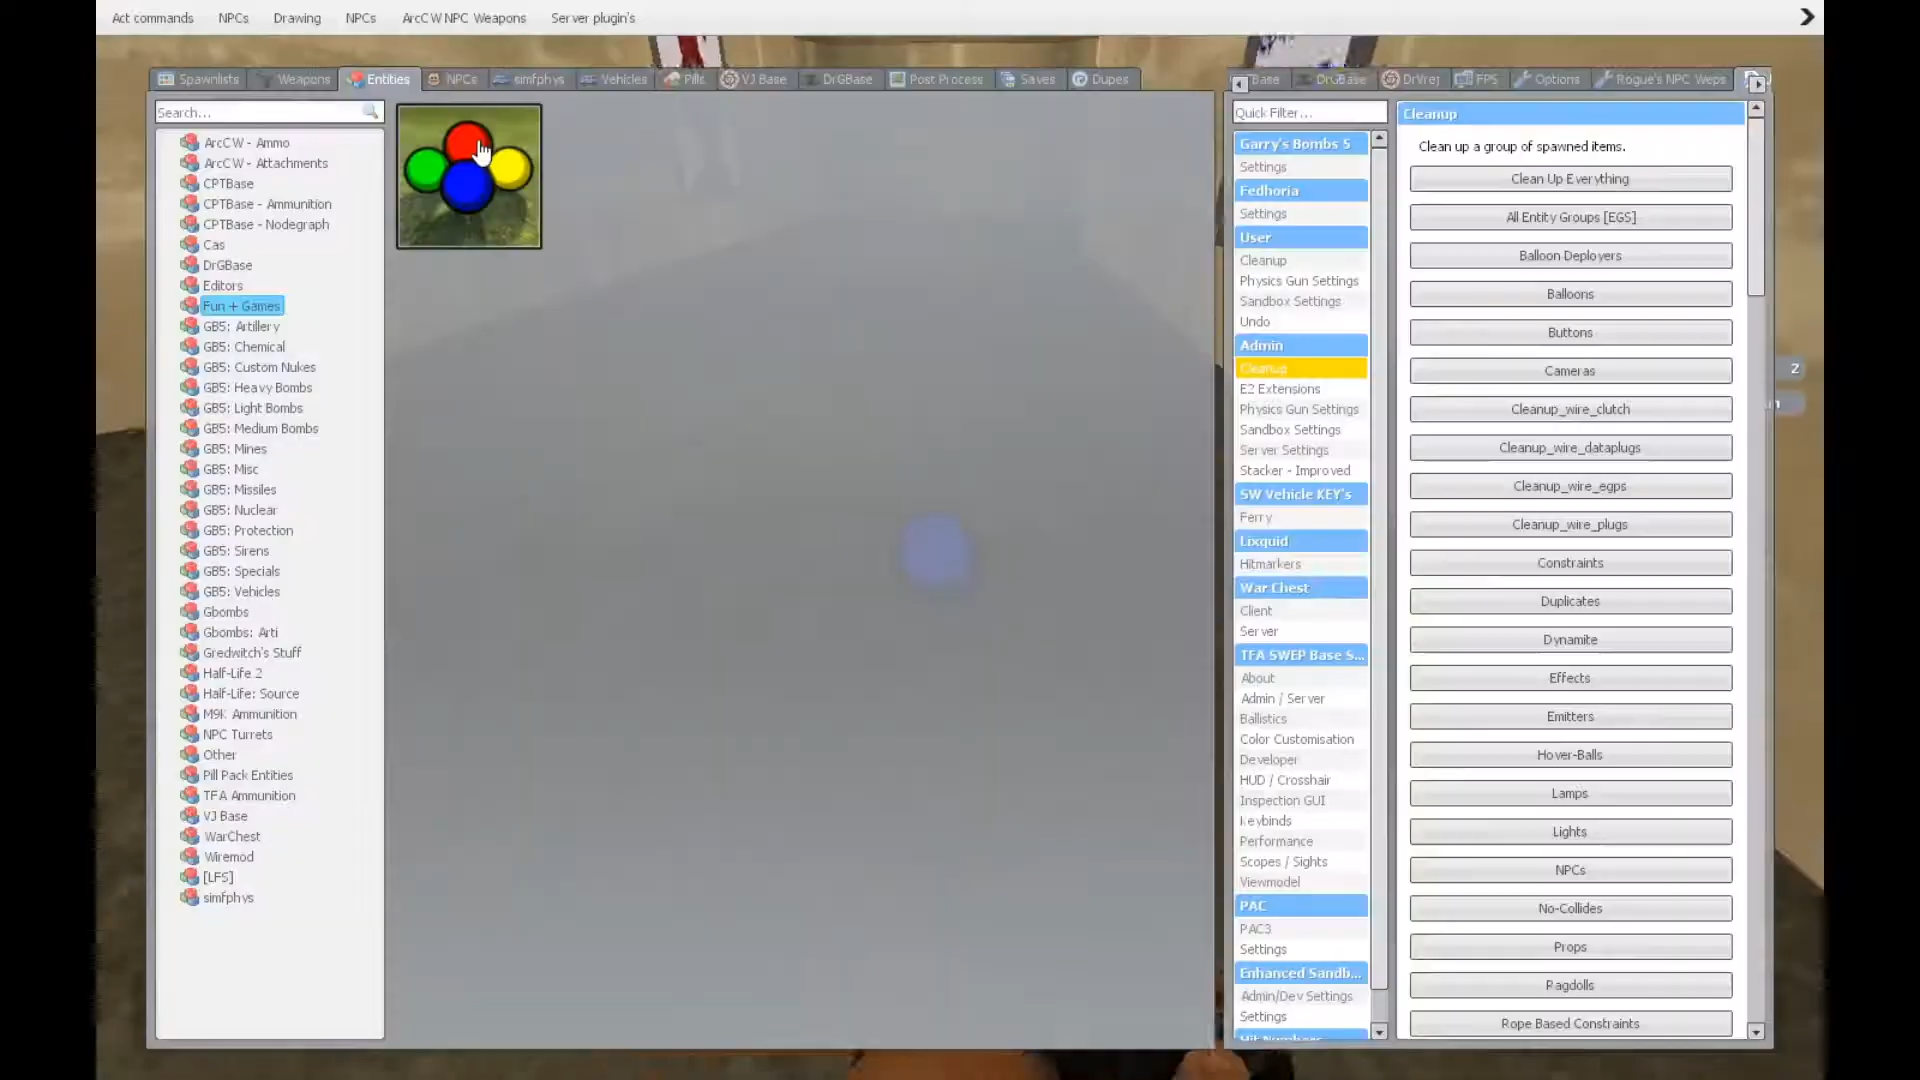 Act commands NPCs Drawing NPCs ArcCW NPC Weapons Server plugin's
Spawnlists Weapons Entities NPCs simfphys Vehicles Pills VJ Base DrGBase Post Process Saves Dupes
Search...
ArcCW - Ammo
ArcCW - Attachments
CPTBase
CPTBase - Ammunition
CPTBase - Nodegraph
Cas
DrGBase
Editors
Fun + Games
GB5: Artillery
GB5: Chemical
GB5: Custom Nukes
GB5: Heavy Bombs
GB5: Light Bombs
GB5: Medium Bombs
GB5: Mines
GB5: Misc
GB5: Missiles
GB5: Nuclear
GB5: Protection
GB5: Sirens
GB5: Specials
GB5: Vehicles
Gbombs
Gbombs: Arti
Gredwitch's Stuff
Half-Life 2
Half-Life: Source
M9K Ammunition
NPC Turrets
Other
Pill Pack Entities
TFA Ammunition
VJ Base
WarChest
Wiremod
[LFS]
simfphys
Base DrGBase DrVrej FPS Options Rogue's NPC Weps
Quick Filter...
Garry's Bombs 5
Settings
Fedhoria
Settings
User
Cleanup
Physics Gun Settings
Sandbox Settings
Undo
Admin
Cleanup
E2 Extensions
Physics Gun Settings
Sandbox Settings
Server Settings
Stacker - Improved
SW Vehicle KEY's
Ferry
Lixquid
Hitmarkers
War Chest
Client
Server
TFA SWEP Base S...
About
Admin / Server
Ballistics
Color Customisation
Developer
HUD / Crosshair
Inspection GUI
Keybinds
Performance
Scopes / Sights
Viewmodel
PAC
PAC3
Settings
Enhanced Sandb...
Admin/Dev Settings
Settings
Hit Numbers
Cleanup
Clean up a group of spawned items.
Clean Up Everything
All Entity Groups [EGS]
Balloon Deployers
Balloons
Buttons
Cameras
Cleanup_wire_clutch
Cleanup_wire_dataplugs
Cleanup_wire_egps
Cleanup_wire_plugs
Constraints
Duplicates
Dynamite
Effects
Emitters
Hover-Balls
Lamps
Lights
NPCs
No-Collides
Props
Ragdolls
Rope Based Constraints
2